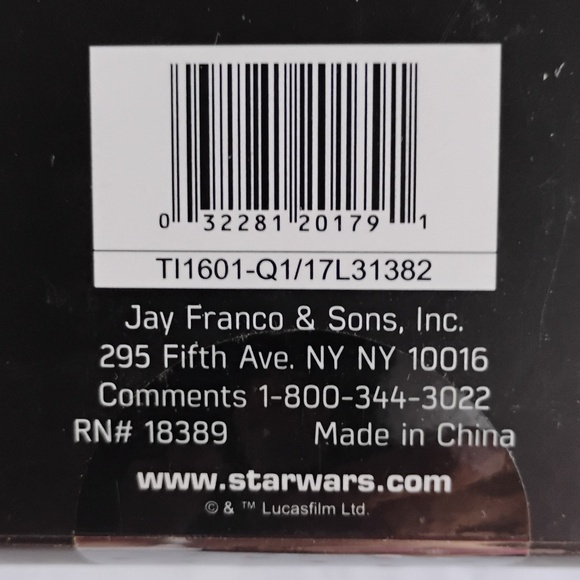 0 32281 20179 1
TI1601-Q1/17L31382
Jay Franco & Sons, Inc.
295 Fifth Ave. NY NY 10016
Comments 1-800-344-3022
RN# 18389 Made in China
www.starwars.com
© & ™ Lucasfilm Ltd.